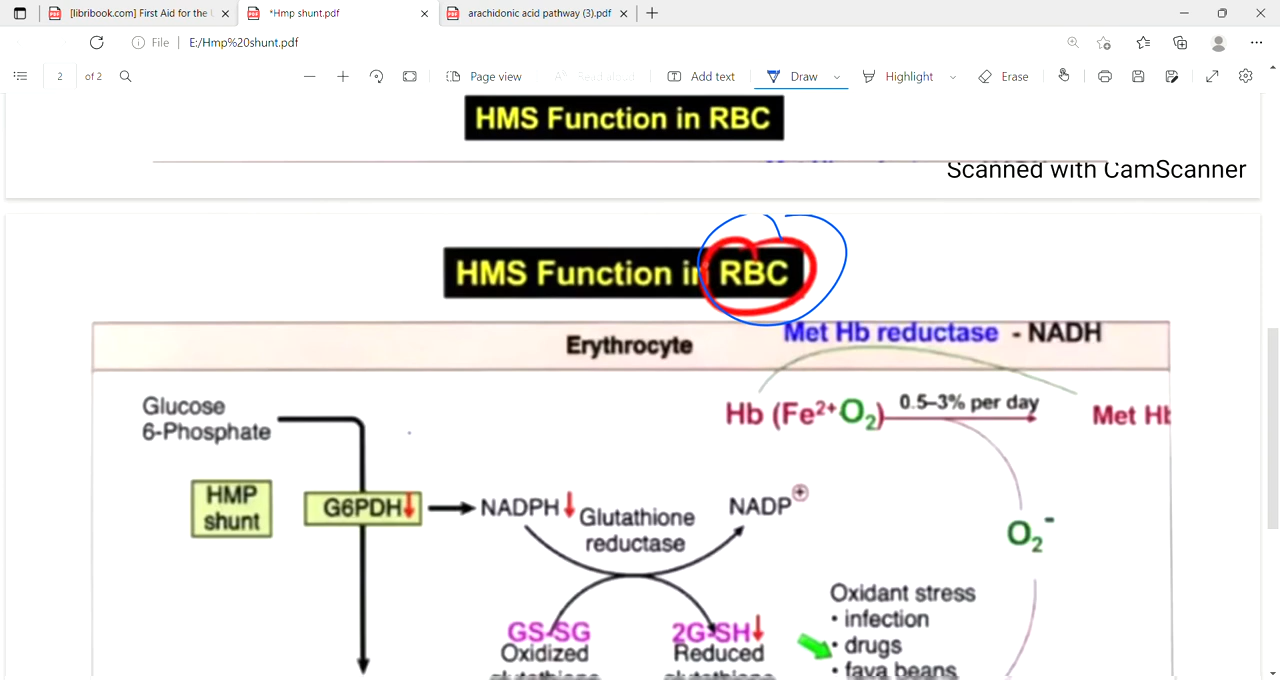 [libribook.com] First Aid for the
*Hmp shunt.pdf
arachidonic acid pathway (3).pdf
File
E:/Hmp%20shunt.pdf
2
of 2
Page view
Read aloud
Add text
Draw
Highlight
Erase
HMS Function in RBC
Scanned with CamScanner
HMS Function in RBC
Erythrocyte
Met Hb reductase - NADH
Glucose
6-Phosphate
Hb (Fe²⁺O₂)
0.5–3% per day
Met Hb
HMP
shunt
G6PDH
NADPH
Glutathione
reductase
NADP⊕
O₂⁻
GS-SG
Oxidized
glutathione
2G-SH
Reduced
glutathione
Oxidant stress
• infection
• drugs
• fava beans